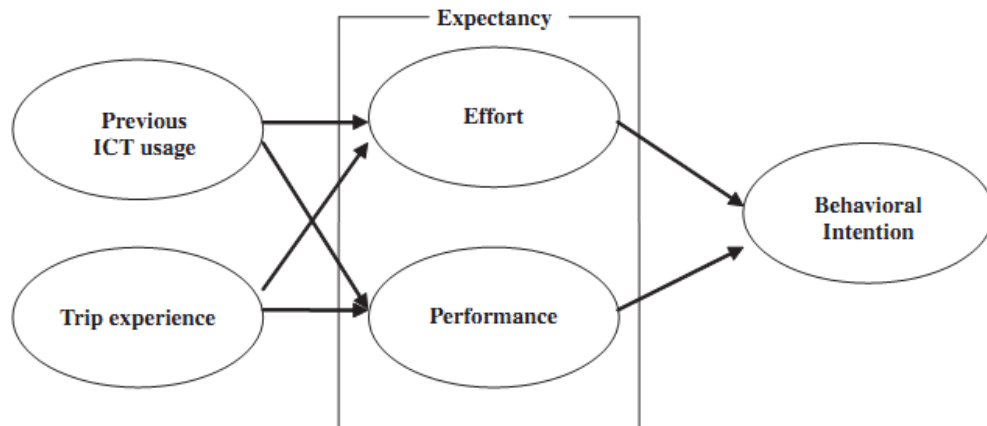 Expectancy
Previous
ICT usage
Effort
Behavioral
Intention
Trip experience
Performance